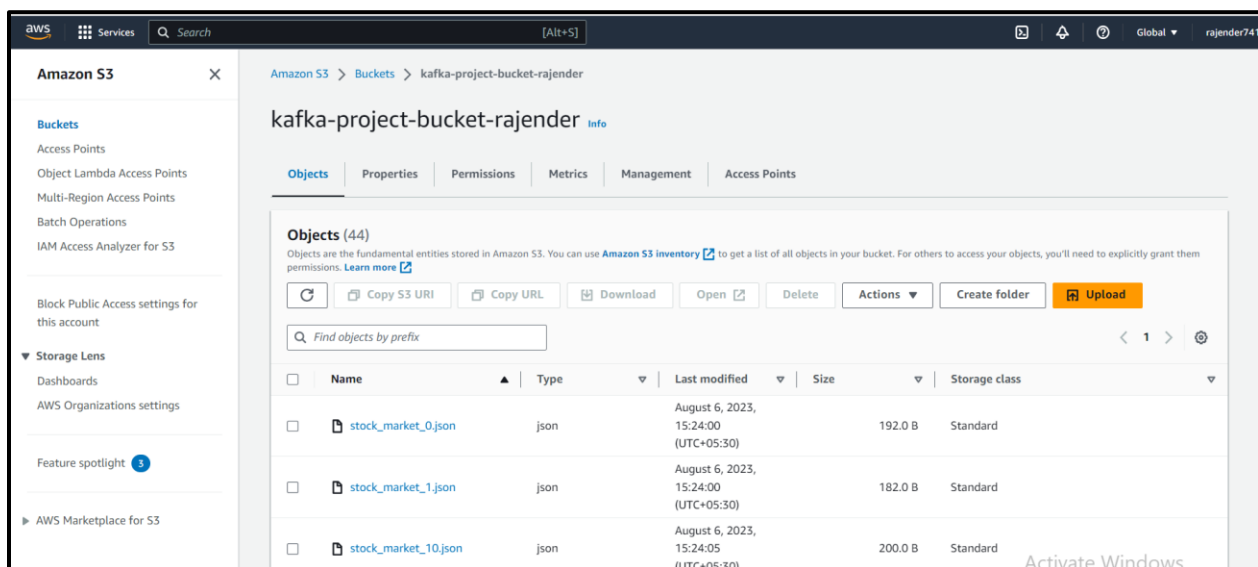 aws Services Search [Alt+S] Global ▼ rajender741
Amazon S3
Buckets
Access Points
Object Lambda Access Points
Multi-Region Access Points
Batch Operations
IAM Access Analyzer for S3
Block Public Access settings for
this account
Storage Lens
Dashboards
AWS Organizations settings
Feature spotlight 3
AWS Marketplace for S3
Amazon S3 > Buckets > kafka-project-bucket-rajender
kafka-project-bucket-rajender Info
Objects Properties Permissions Metrics Management Access Points
Objects (44)
Objects are the fundamental entities stored in Amazon S3. You can use Amazon S3 inventory to get a list of all objects in your bucket. For others to access your objects, you'll need to explicitly grant them
permissions. Learn more
Copy S3 URI Copy URL Download Open Delete Actions ▼ Create folder Upload
Find objects by prefix < 1 >
Name ▲ Type Last modified Size Storage class
stock_market_0.json json August 6, 2023, 192.0 B Standard
15:24:00
(UTC+05:30)
stock_market_1.json json August 6, 2023, 182.0 B Standard
15:24:00
(UTC+05:30)
stock_market_10.json json August 6, 2023, 200.0 B Standard
15:24:05
(UTC+05:30)
Activate Windows